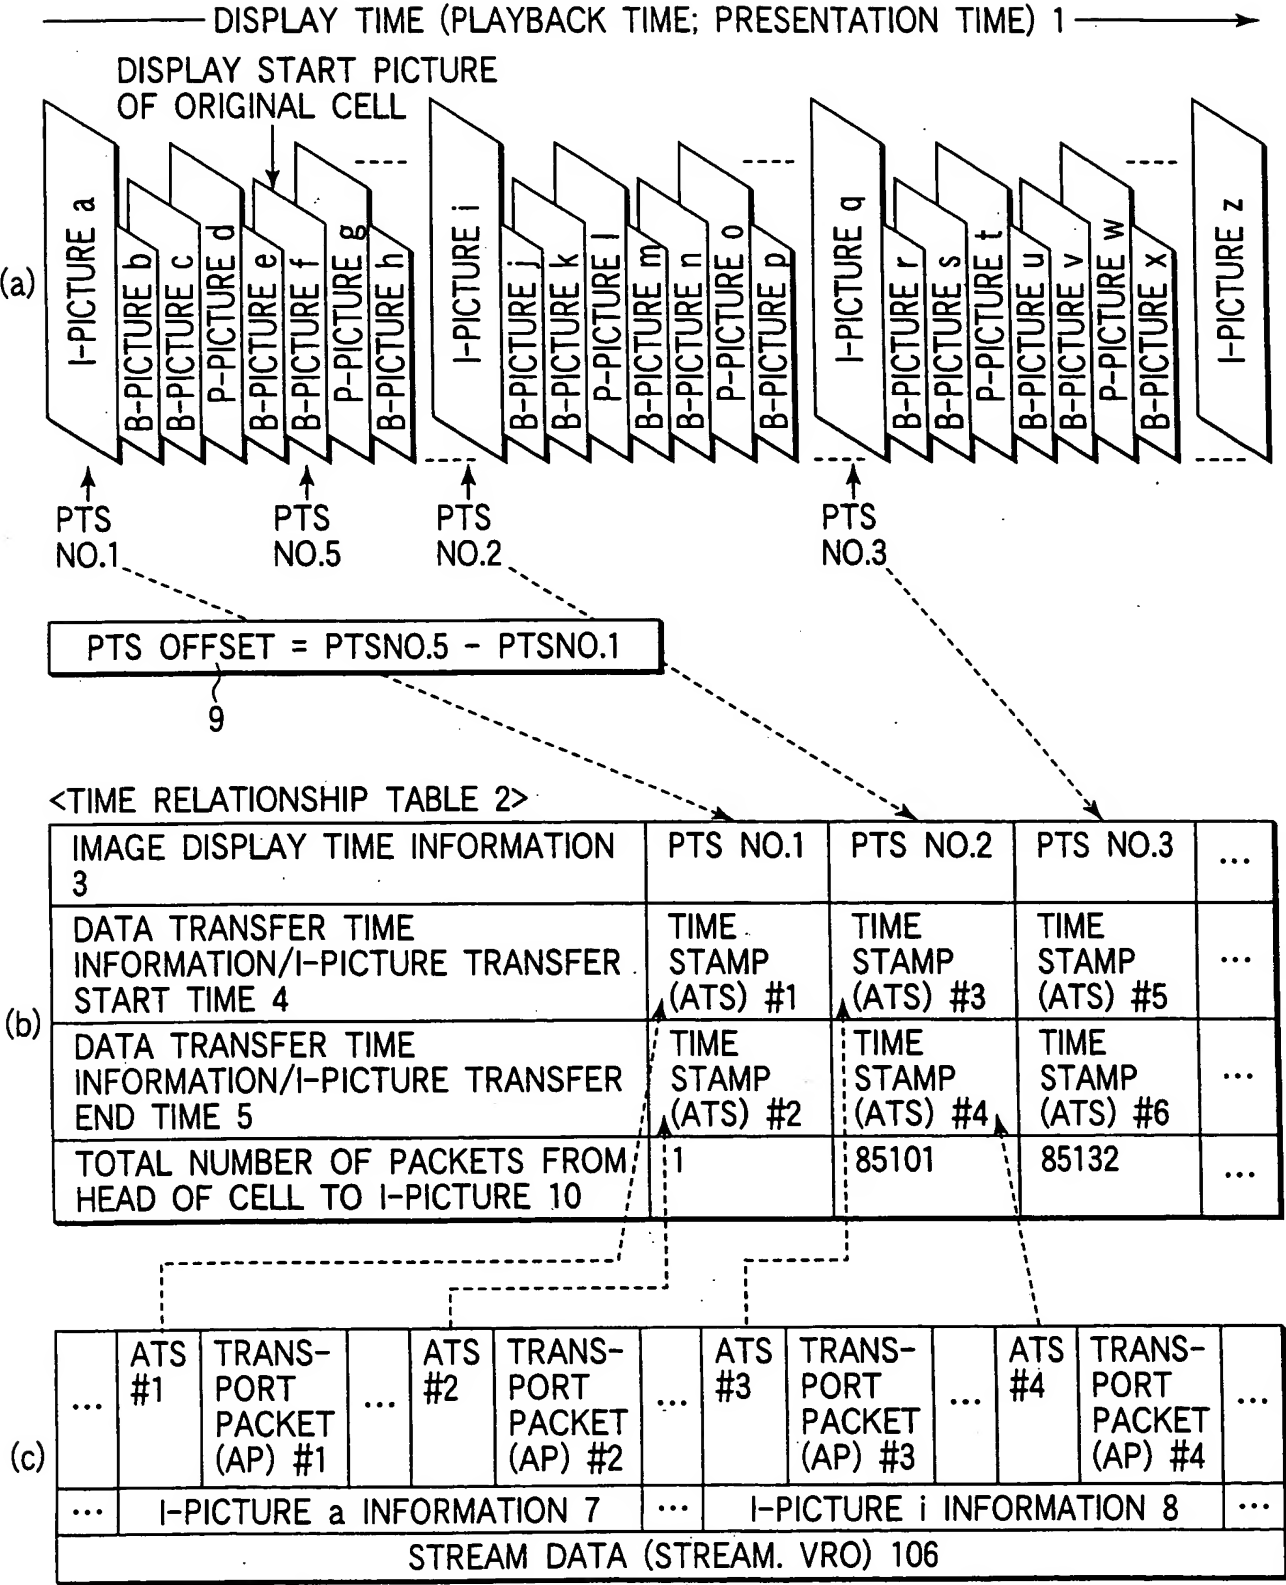 DISPLAY TIME (PLAYBACK TIME; PRESENTATION TIME) 1
DISPLAY START PICTURE
OF ORIGINAL CELL
(a)
I-PICTURE a
B-PICTURE b
B-PICTURE c
P-PICTURE d
B-PICTURE e
B-PICTURE f
P-PICTURE g
B-PICTURE h
I-PICTURE i
B-PICTURE j
B-PICTURE k
P-PICTURE l
B-PICTURE m
B-PICTURE n
P-PICTURE o
B-PICTURE p
I-PICTURE q
B-PICTURE r
B-PICTURE s
P-PICTURE t
B-PICTURE u
B-PICTURE v
P-PICTURE w
B-PICTURE x
I-PICTURE z
PTS
NO.1
PTS
NO.5
PTS
NO.2
PTS
NO.3
PTS OFFSET = PTSNO.5 - PTSNO.1
9
<TIME RELATIONSHIP TABLE 2>
(b)
IMAGE DISPLAY TIME INFORMATION
3
PTS NO.1
PTS NO.2
PTS NO.3
...
DATA TRANSFER TIME
INFORMATION/I-PICTURE TRANSFER
START TIME 4
TIME
STAMP
(ATS) #1
TIME
STAMP
(ATS) #3
TIME
STAMP
(ATS) #5
...
DATA TRANSFER TIME
INFORMATION/I-PICTURE TRANSFER
END TIME 5
TIME
STAMP
(ATS) #2
TIME
STAMP
(ATS) #4
TIME
STAMP
(ATS) #6
...
TOTAL NUMBER OF PACKETS FROM
HEAD OF CELL TO I-PICTURE 10
1
85101
85132
...
(c)
...
ATS
#1
TRANS-
PORT
PACKET
(AP) #1
...
ATS
#2
TRANS-
PORT
PACKET
(AP) #2
...
ATS
#3
TRANS-
PORT
PACKET
(AP) #3
...
ATS
#4
TRANS-
PORT
PACKET
(AP) #4
...
...
I-PICTURE a INFORMATION 7
...
I-PICTURE i INFORMATION 8
...
STREAM DATA (STREAM. VRO) 106